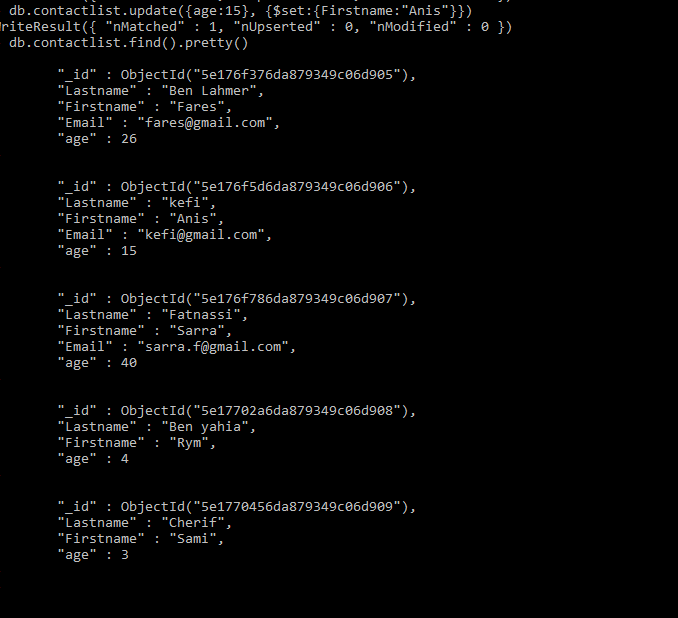 db.contactlist.update({age:15}, {$set:{Firstname:"Anis"}})
riteResult({ "nMatched" : 1, "nUpserted" : 0, "nModified" : 0 })
db.contactlist.find().pretty()
"_id" : ObjectId("5e176f376da879349c06d905"),
"Lastname" : "Ben Lahmer",
"Firstname" : "Fares",
"Email" : "fares@gmail.com",
"age" : 26
"_id" : ObjectId("5e176f5d6da879349c06d906"),
"Lastname" : "kefi",
"Firstname" : "Anis",
"Email" : "kefi@gmail.com",
"age" : 15
"_id" : ObjectId("5e176f786da879349c06d907"),
"Lastname" : "Fatnassi",
"Firstname" : "Sarra",
"Email" : "sarra.f@gmail.com",
"age" : 40
"_id" : ObjectId("5e17702a6da879349c06d908"),
"Lastname" : "Ben yahia",
"Firstname" : "Rym",
"age" : 4
"_id" : ObjectId("5e1770456da879349c06d909"),
"Lastname" : "Cherif",
"Firstname" : "Sami",
"age" : 3